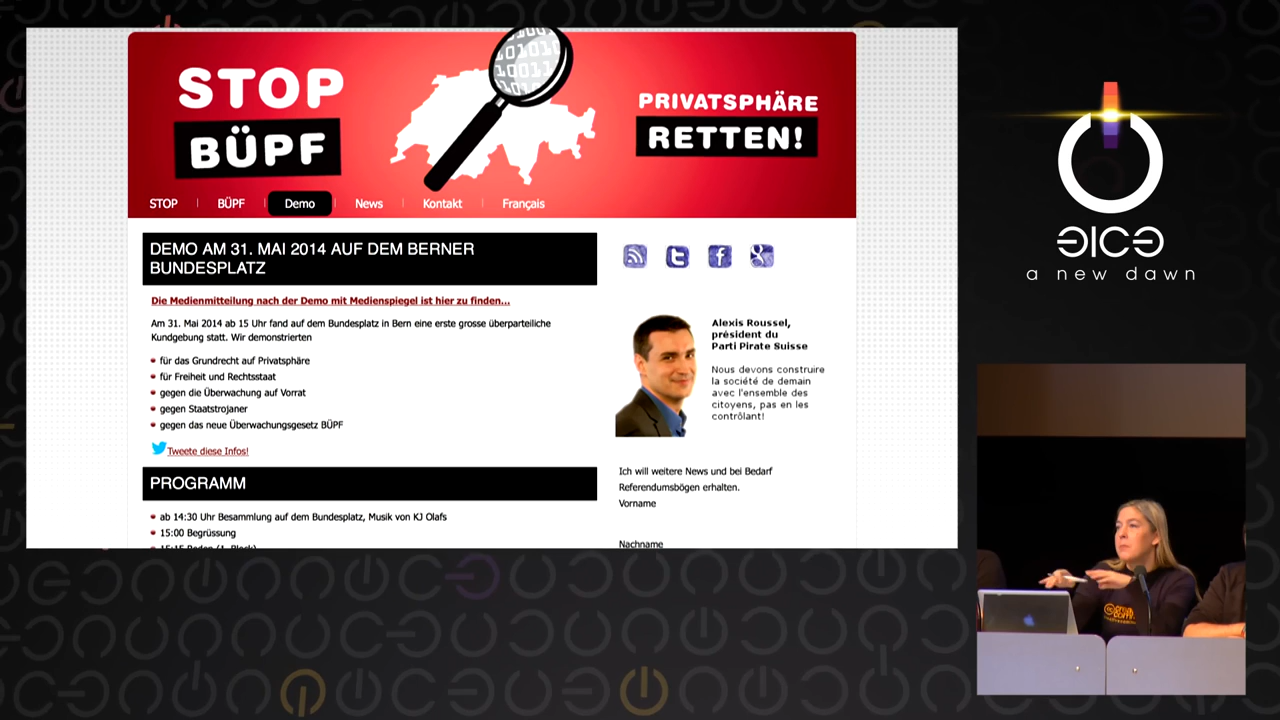 STOP
BÜPF
PRIVATSPHÄRE
RETTEN!
STOP
BÜPF
Demo
News
Kontakt
Français
DEMO AM 31. MAI 2014 AUF DEM BERNER
BUNDESPLATZ
Die Medienmitteilung nach der Demo mit Medienspiegel ist hier zu finden...
Am 31. Mai 2014 ab 15 Uhr fand auf dem Bundesplatz in Bern eine erste grosse überparteiliche
Kundgebung statt. Wir demonstrierten
für das Grundrecht auf Privatsphäre
für Freiheit und Rechtsstaat
gegen die Überwachung auf Vorrat
gegen Staatstrojaner
gegen das neue Überwachungsgesetz BÜPF
Tweete diese Infos!
PROGRAMM
ab 14:30 Uhr Besammlung auf dem Bundesplatz, Musik von KJ Olafs
15:00 Begrüssung
15:15 Reden (1. Block)
Alexis Roussel,
président du
Parti Pirate Suisse
Nous devons construire
la société de demain
avec l'ensemble des
citoyens, pas en les
contrôlant!
Ich will weitere News und bei Bedarf
Referendumsbögen erhalten.
Vorname
Nachname
a new dawn